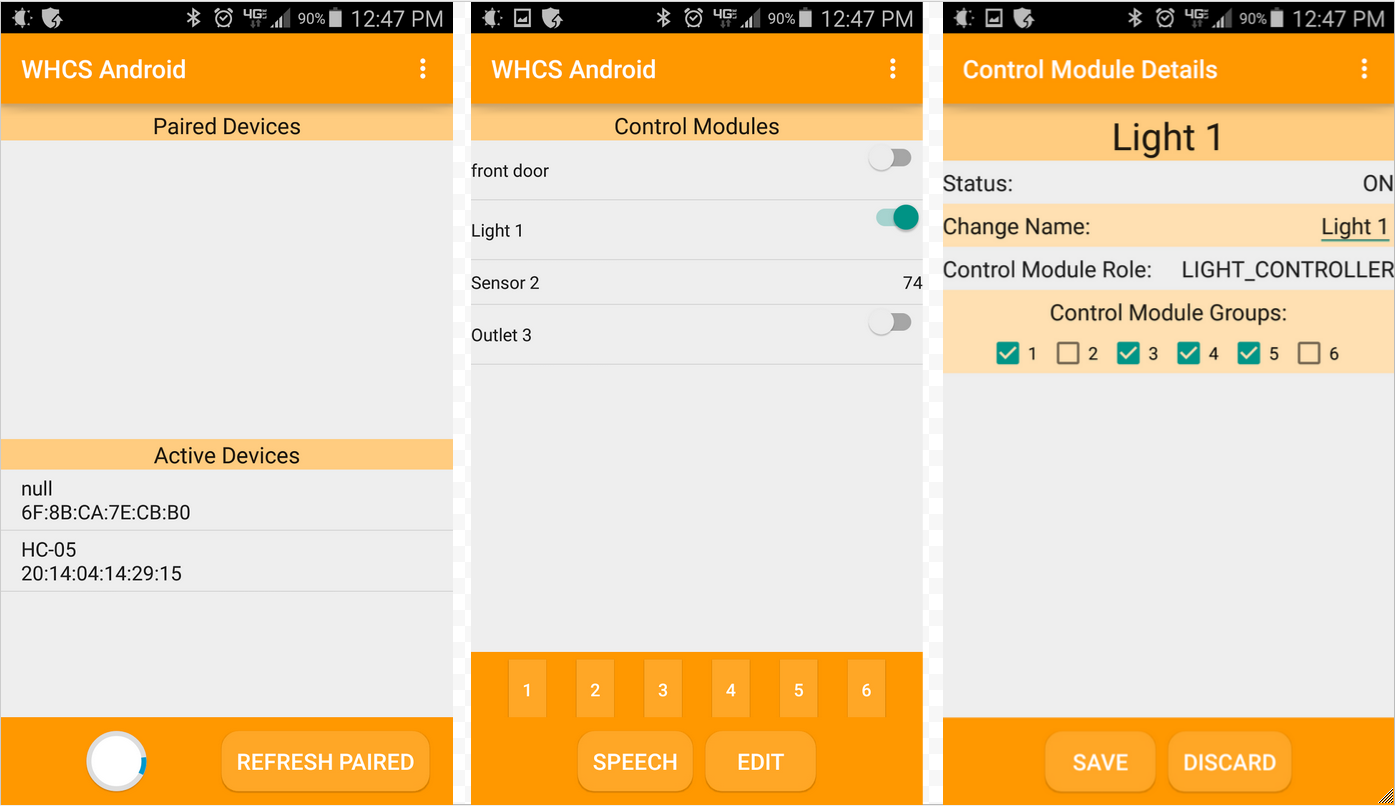 90% 12:47 PM
WHCS Android
Paired Devices
Active Devices
null
6F:8B:CA:7E:CB:B0
HC-05
20:14:04:14:29:15
REFRESH PAIRED
4G 90% 12:47 PM
WHCS Android
Control Modules
front door
Light 1
Sensor 2 74
Outlet 3
1 2 3 4 5 6
SPEECH EDIT
4G 90% 12:47 PM
Control Module Details
Light 1
Status: ON
Change Name: Light 1
Control Module Role: LIGHT_CONTROLLER
Control Module Groups:
1 2 3 4 5 6
SAVE DISCARD